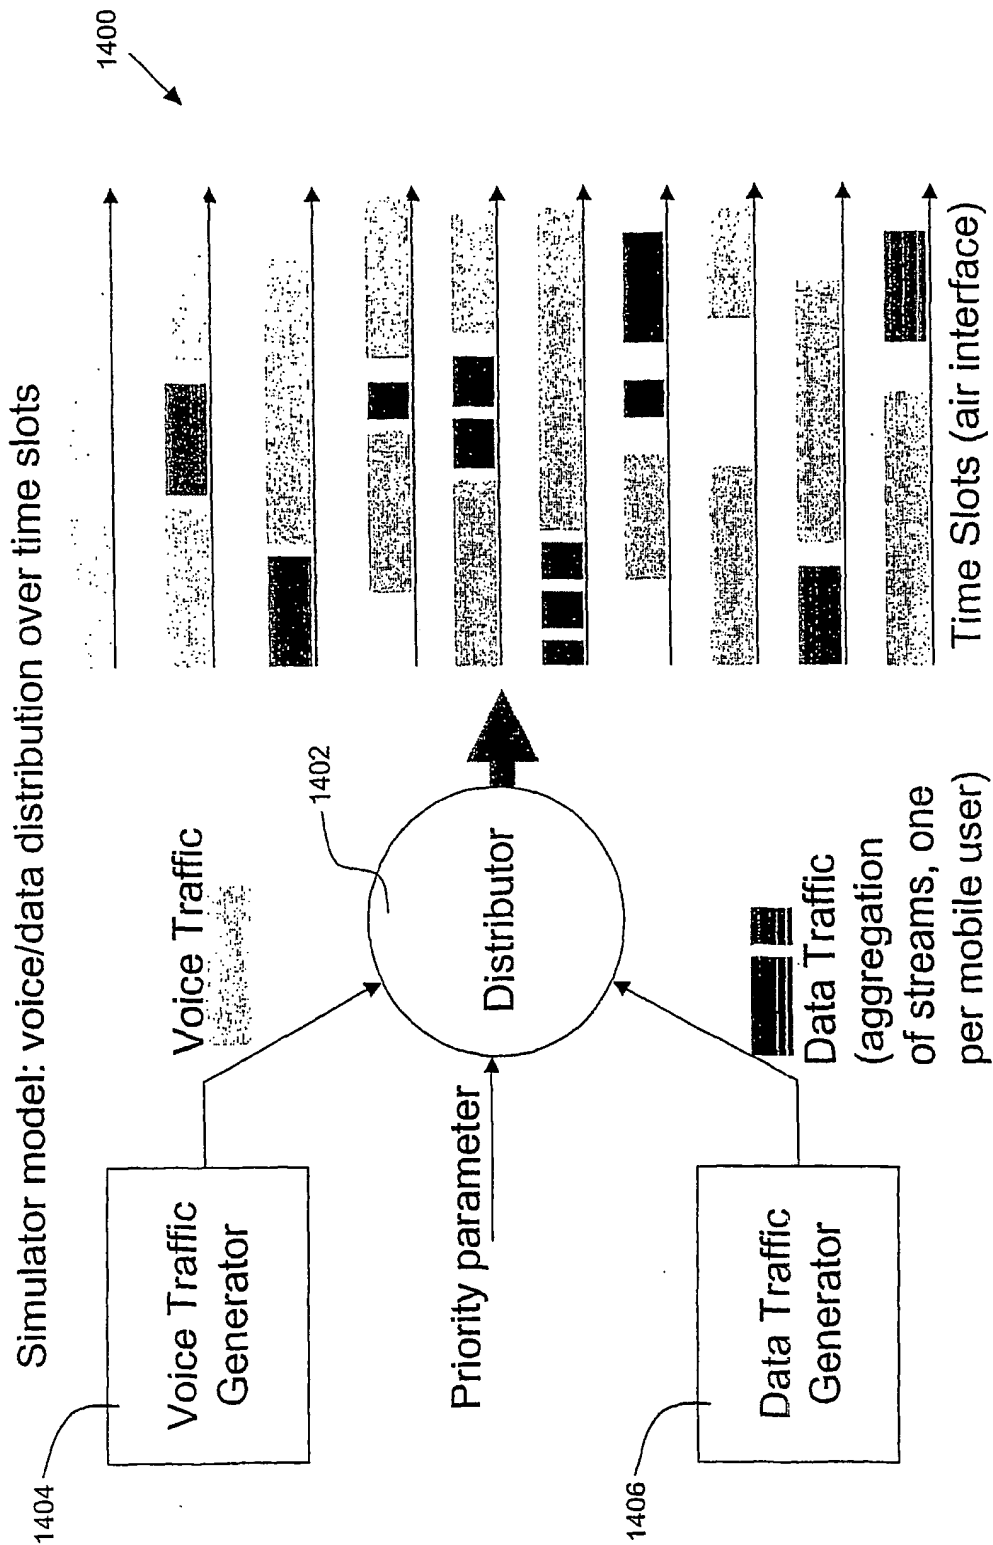 Simulator model: voice/data distribution over time slots
1400
1404
Voice Traffic
Generator
Voice Traffic
1402
Priority parameter
Distributor
1406
Data Traffic
Generator
Data Traffic
(aggregation
of streams, one
per mobile user)
Time Slots (air interface)